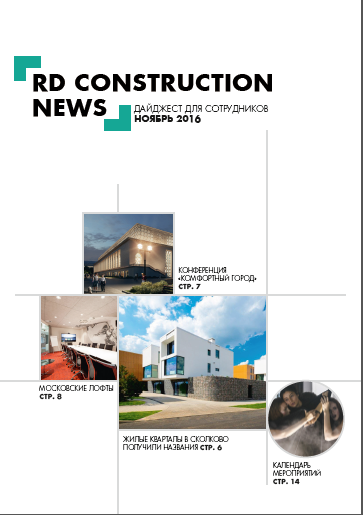 RD CONSTRUCTION
NEWS
ДАЙДЖЕСТ ДЛЯ СОТРУДНИКОВ
НОЯБРЬ 2016
КОНФЕРЕНЦИЯ
«КОМФОРТНЫЙ ГОРОД»
СТР. 7
МОСКОВСКИЕ ЛОФТЫ
СТР. 8
ЖИЛЫЕ КВАРТАЛЫ В СКОЛКОВО
ПОЛУЧИЛИ НАЗВАНИЯ СТР. 6
КАЛЕНДАРЬ
МЕРОПРИЯТИЙ
СТР. 14